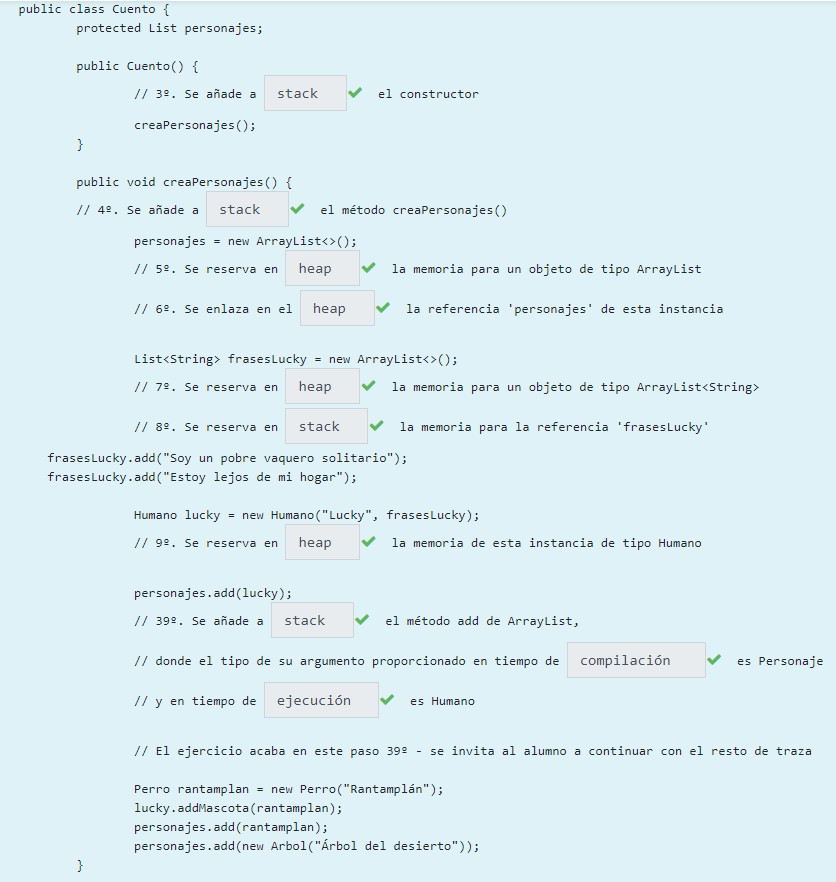 public class Cuento {
protected List personajes;
public Cuento() {
// 3º. Se añade a stack el constructor
creaPersonajes();
}
public void creaPersonajes() {
// 4º. Se añade a stack el método creaPersonajes()
personajes = new ArrayList<>();
// 5º. Se reserva en heap la memoria para un objeto de tipo ArrayList
// 6º. Se enlaza en el heap la referencia 'personajes' de esta instancia
List<String> frasesLucky = new ArrayList<>();
// 7º. Se reserva en heap la memoria para un objeto de tipo ArrayList<String>
// 8º. Se reserva en stack la memoria para la referencia 'frasesLucky'
frasesLucky.add("Soy un pobre vaquero solitario");
frasesLucky.add("Estoy lejos de mi hogar");
Humano lucky = new Humano("Lucky", frasesLucky);
// 9º. Se reserva en heap la memoria de esta instancia de tipo Humano
personajes.add(lucky);
// 39º. Se añade a stack el método add de ArrayList,
// donde el tipo de su argumento proporcionado en tiempo de compilación es Personaje
// y en tiempo de ejecución es Humano
// El ejercicio acaba en este paso 39º - se invita al alumno a continuar con el resto de traza
Perro rantamplan = new Perro("Rantamplán");
lucky.addMascota(rantamplan);
personajes.add(rantamplan);
personajes.add(new Arbol("Árbol del desierto"));
}